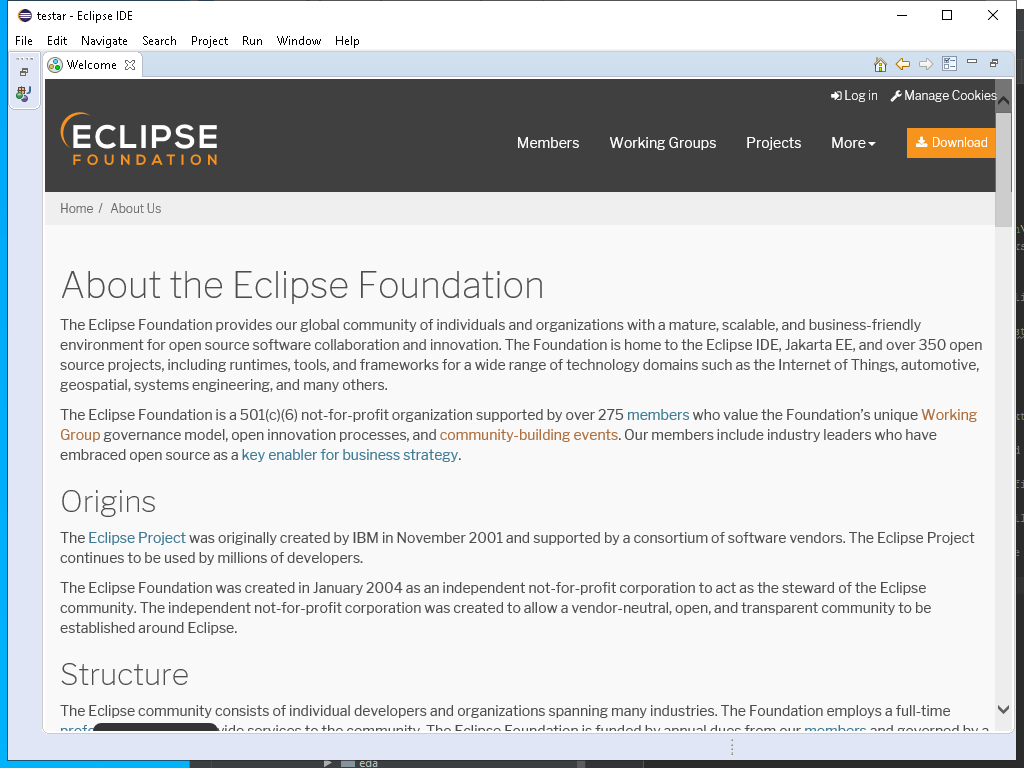 testar - Eclipse IDE
File Edit Navigate Search Project Run Window Help
Welcome
Log in Manage Cookies
ECLIPSE
FOUNDATION
Members Working Groups Projects More Download
Home / About Us
About the Eclipse Foundation
The Eclipse Foundation provides our global community of individuals and organizations with a mature, scalable, and business-friendly
environment for open source software collaboration and innovation. The Foundation is home to the Eclipse IDE, Jakarta EE, and over 350 open
source projects, including runtimes, tools, and frameworks for a wide range of technology domains such as the Internet of Things, automotive,
geospatial, systems engineering, and many others.
The Eclipse Foundation is a 501(c)(6) not-for-profit organization supported by over 275 members who value the Foundation's unique Working
Group governance model, open innovation processes, and community-building events. Our members include industry leaders who have
embraced open source as a key enabler for business strategy.
Origins
The Eclipse Project was originally created by IBM in November 2001 and supported by a consortium of software vendors. The Eclipse Project
continues to be used by millions of developers.
The Eclipse Foundation was created in January 2004 as an independent not-for-profit corporation to act as the steward of the Eclipse
community. The independent not-for-profit corporation was created to allow a vendor-neutral, open, and transparent community to be
established around Eclipse.
Structure
The Eclipse community consists of individual developers and organizations spanning many industries. The Foundation employs a full-time
services to the community. The Eclipse Foundation is funded by annual dues from our members and governed by a
eda